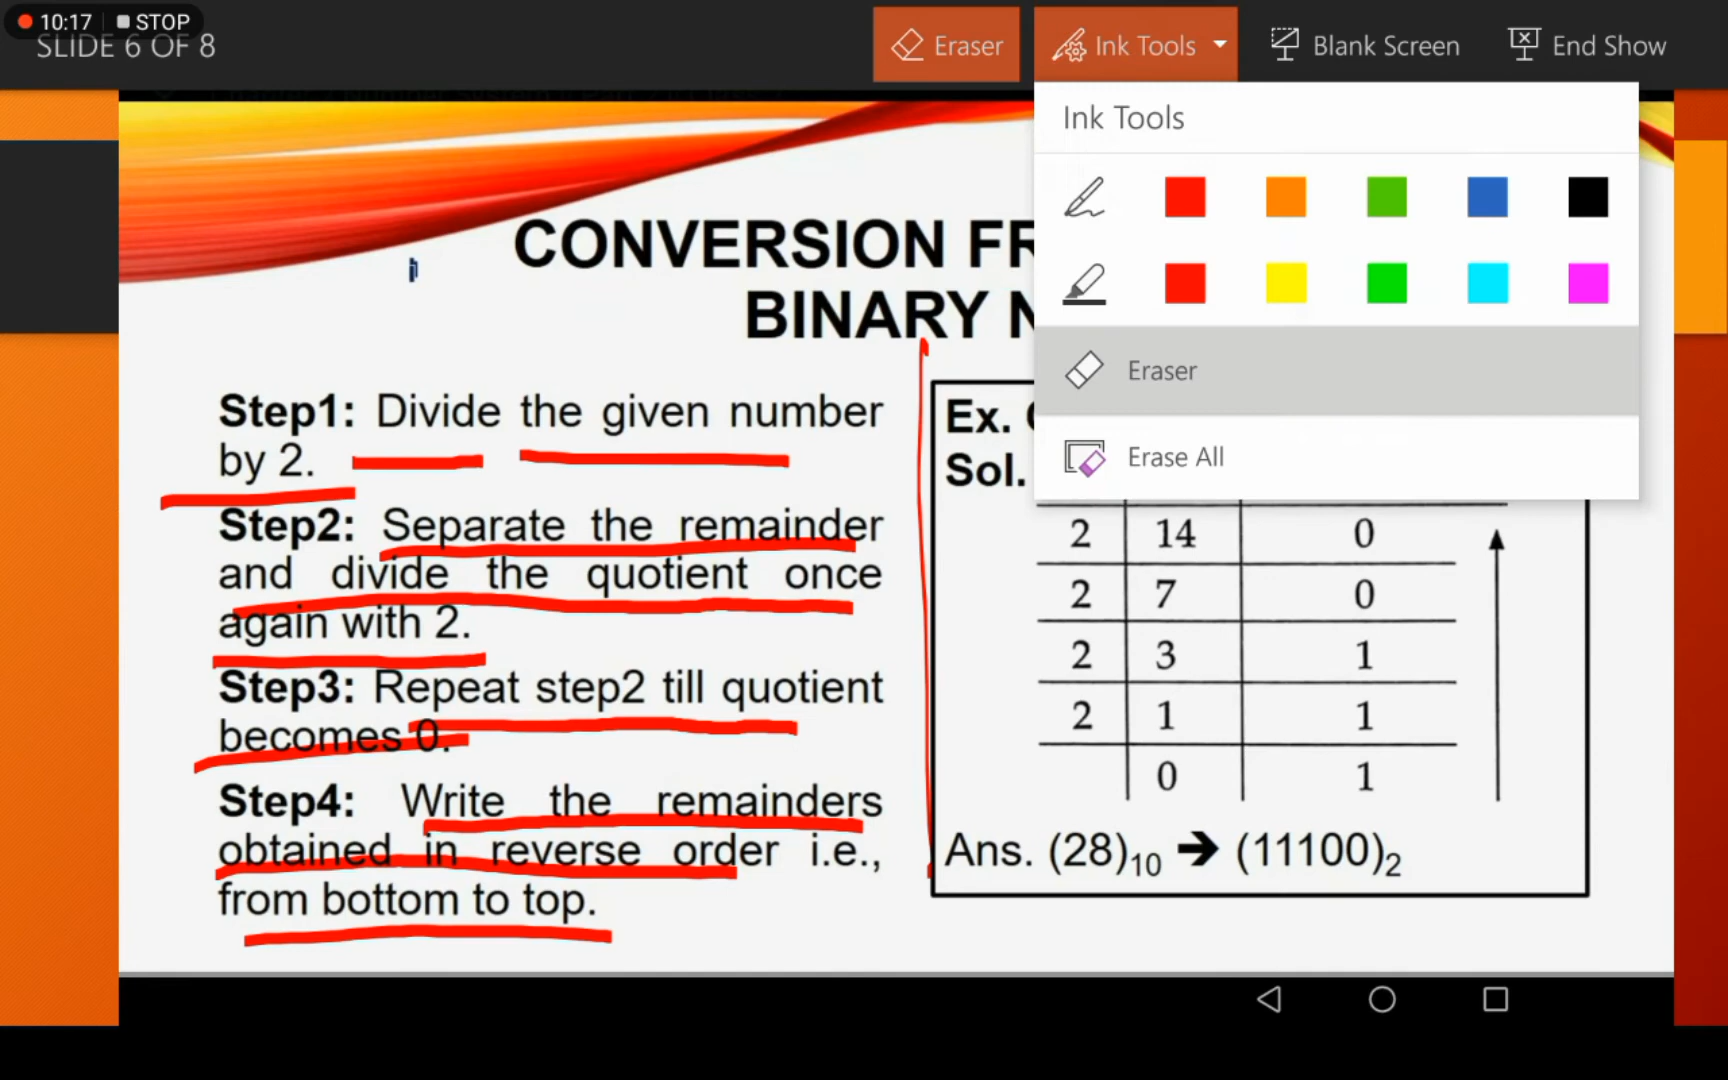 10:17 STOP
SLIDE 6 OF 8
Eraser
Ink Tools
Blank Screen
End Show
Ink Tools
Eraser
Erase All
CONVERSION
BINARY
Step1: Divide the given number
by 2.
Step2: Separate the remainder
and divide the quotient once
again with 2.
Step3: Repeat step2 till quotient
becomes 0.
Step4: Write the remainders
obtained in reverse order i.e.,
from bottom to top.
Ex.
Sol.
2 14 0
2 7 0
2 3 1
2 1 1
0 1
Ans. (28)10 ➔ (11100)2